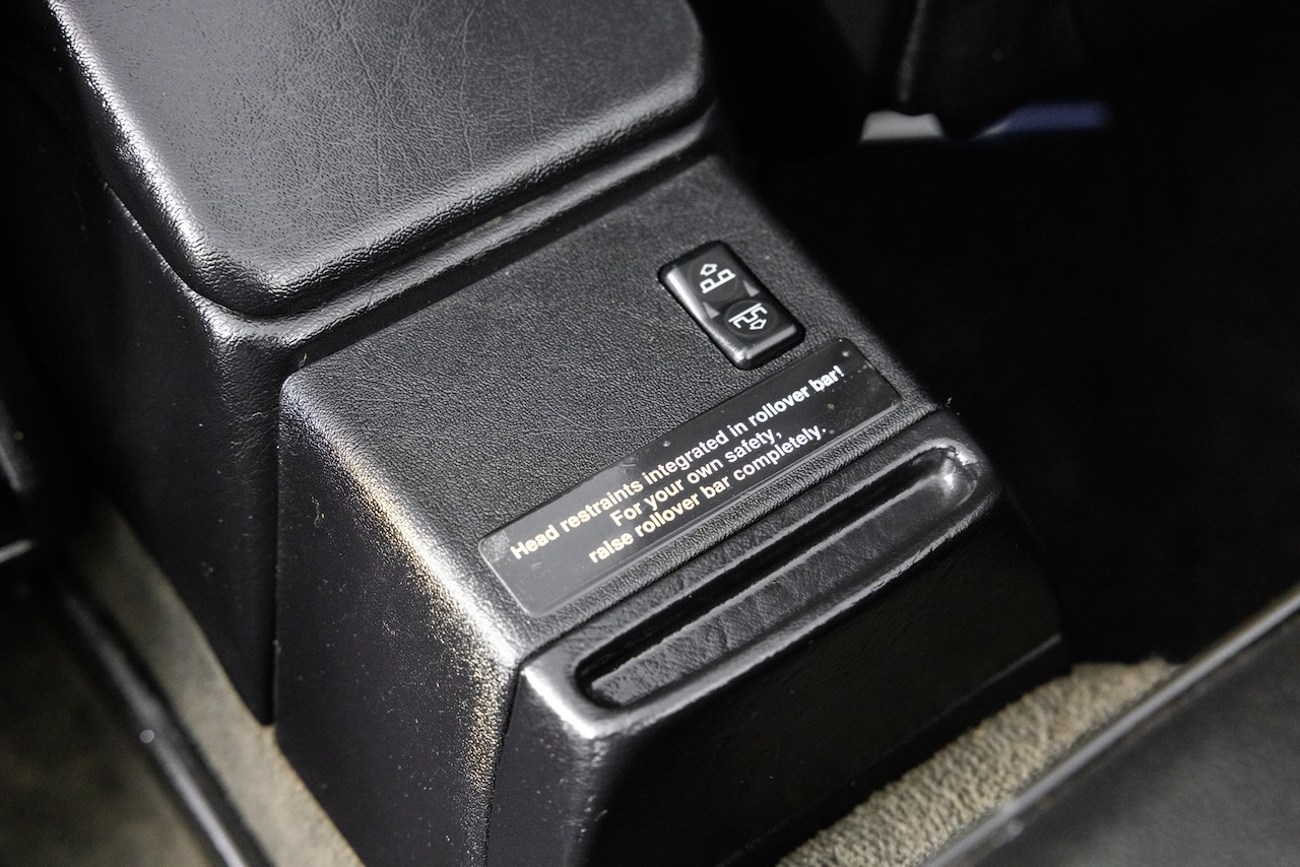 Head restraints integrated in rollover bar!
For your own safety,
raise rollover bar completely.